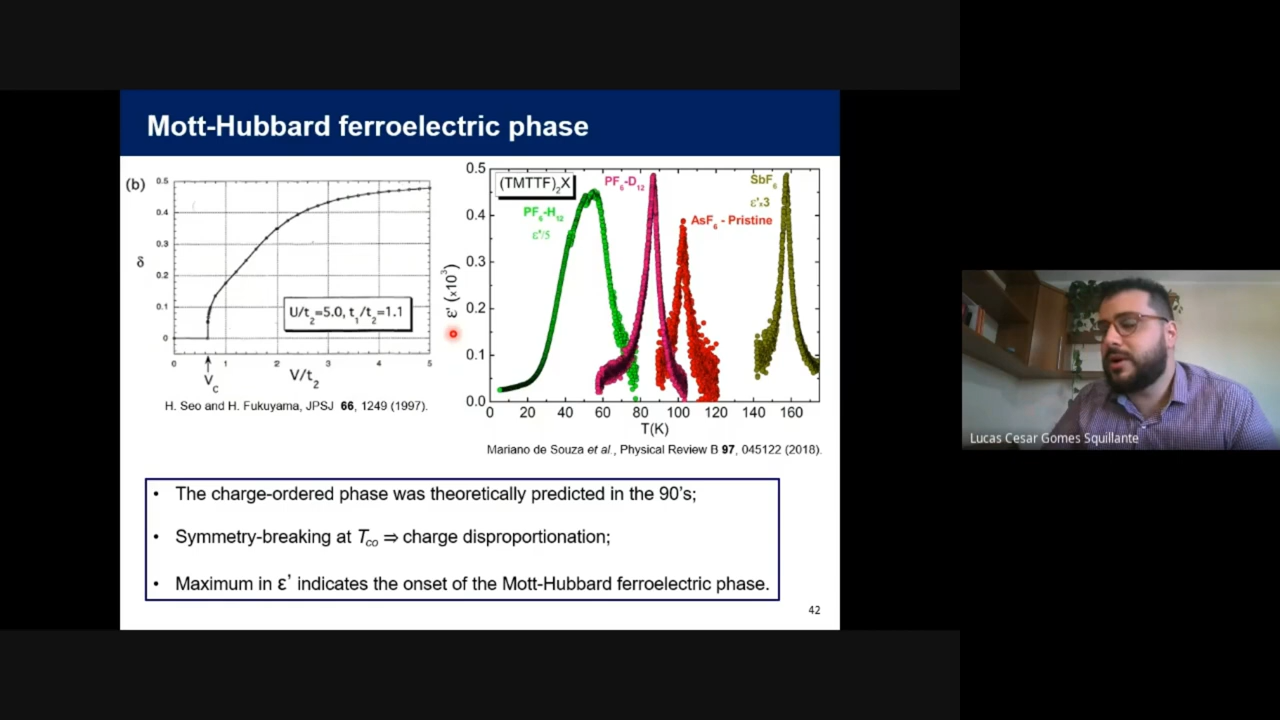 Mott-Hubbard ferroelectric phase
(b)
0.5
0.4
0.3
0.2
0.1
0
δ
U/t2=5.0, t1/t2=1.1
0 1 2 3 4 5
Vc
V/t2
H. Seo and H. Fukuyama, JPSJ 66, 1249 (1997).
0.5
0.4
0.3
0.2
0.1
0.0
ε' (x10³)
(TMTTF)2X
PF6-H12
ε'/5
PF6-D12
AsF6 - Pristine
SbF6
ε'x3
0 20 40 60 80 100 120 140 160
T(K)
Mariano de Souza et al., Physical Review B 97, 045122 (2018).
• The charge-ordered phase was theoretically predicted in the 90's;
• Symmetry-breaking at Tco ⇒ charge disproportionation;
• Maximum in ε' indicates the onset of the Mott-Hubbard ferroelectric phase.
42
Lucas Cesar Gomes Squillante